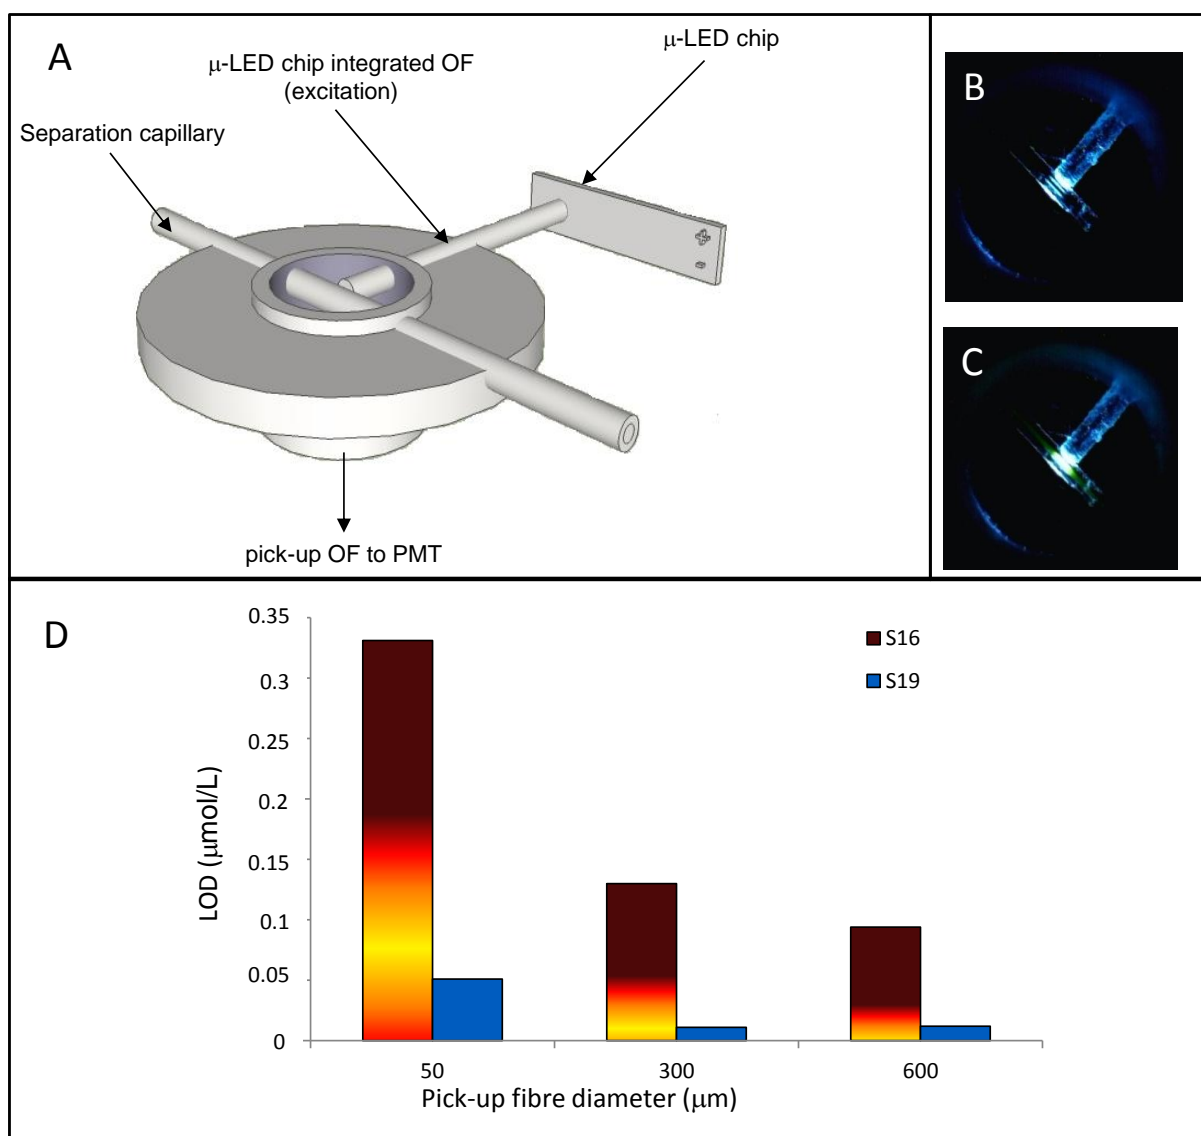 A
μ-LED chip
μ-LED chip integrated OF
(excitation)
Separation capillary
+
-
pick-up OF to PMT
B
C
D
0.35
0.3
0.25
0.2
0.15
0.1
0.05
0
LOD (μmol/L)
S16
S19
50 300 600
Pick-up fibre diameter (μm)